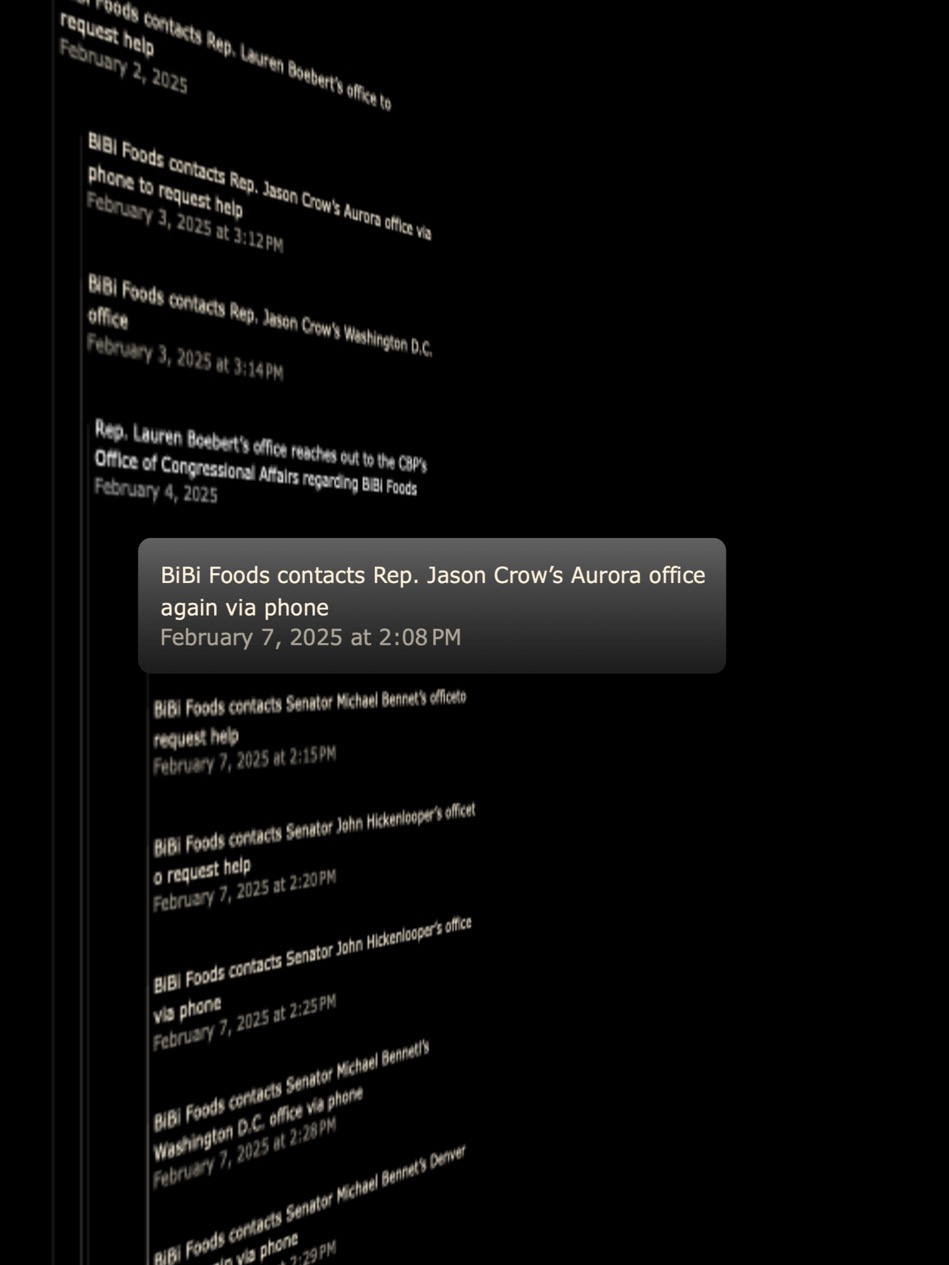 Foods contacts Rep. Lauren Boebert’s office to
request help
February 2, 2025
BiBi Foods contacts Rep. Jason Crow’s Aurora office via
phone to request help
February 3, 2025 at 3:12 PM
BiBi Foods contacts Rep. Jason Crow’s Washington D.C.
office
February 3, 2025 at 3:14 PM
Rep. Lauren Boebert’s office reaches out to the CBP’s
Office of Congressional Affairs regarding BiBi Foods
February 4, 2025
BiBi Foods contacts Rep. Jason Crow’s Aurora office
again via phone
February 7, 2025 at 2:08 PM
BiBi Foods contacts Senator Michael Bennet’s officeto
request help
February 7, 2025 at 2:15 PM
BiBi Foods contacts Senator John Hickenlooper’s officet
o request help
February 7, 2025 at 2:20 PM
BiBi Foods contacts Senator John Hickenlooper’s office
via phone
February 7, 2025 at 2:25 PM
BiBi Foods contacts Senator Michael Bennetl’s
Washington D.C. office via phone
February 7, 2025 at 2:28 PM
BiBi Foods contacts Senator Michael Bennet’s Denver
via phone
2:29 PM